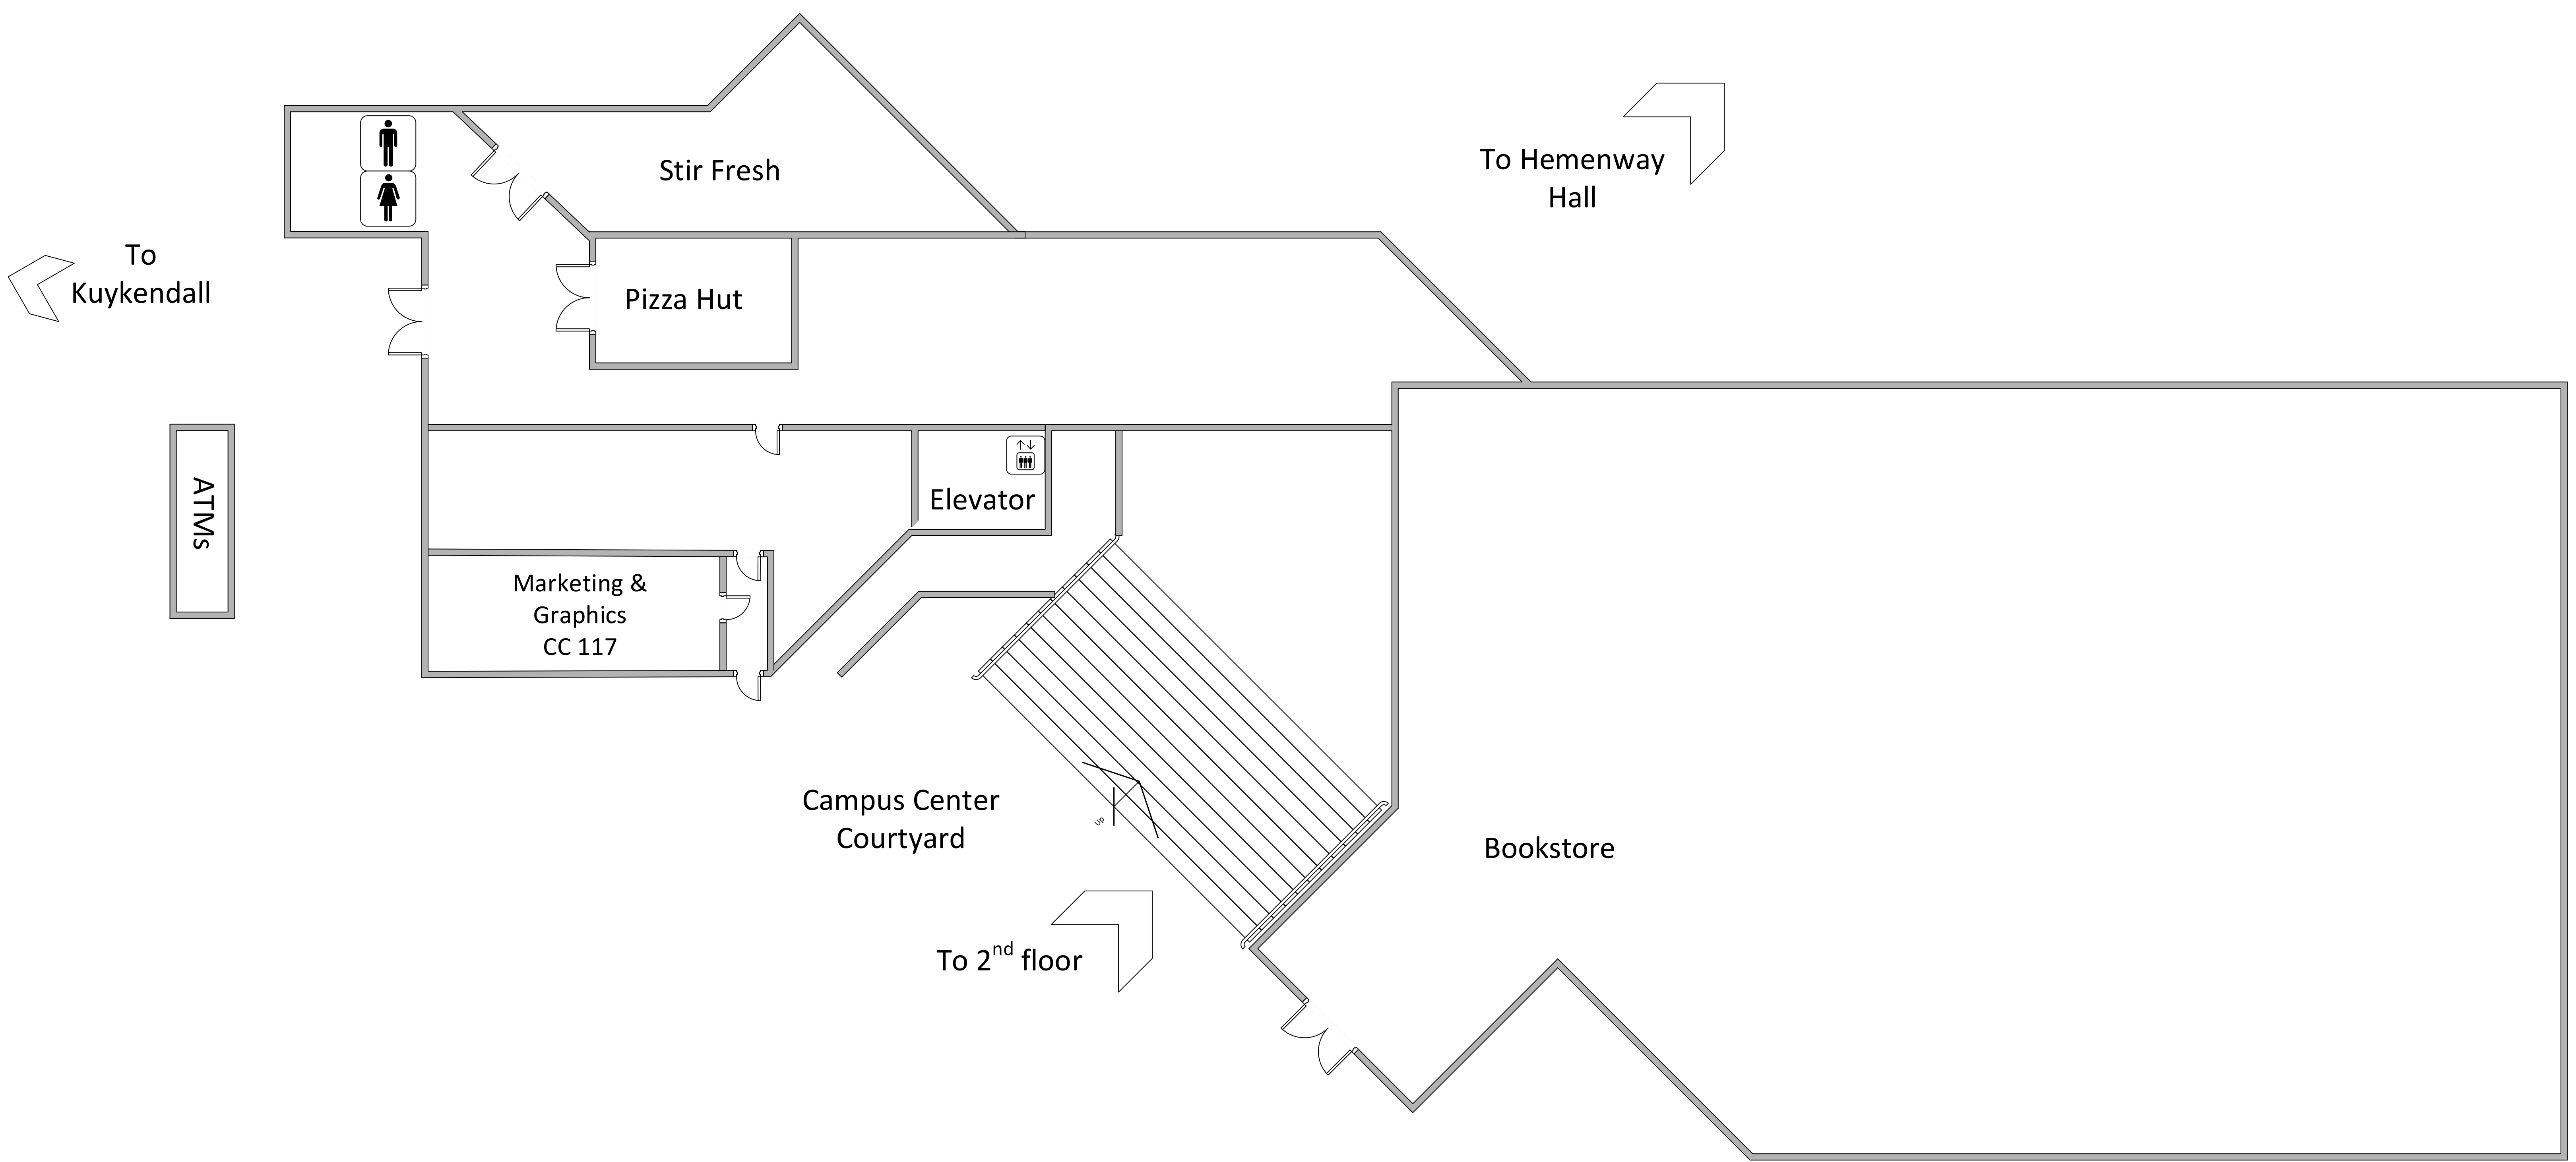 Stir Fresh
To Hemenway
Hall
To
Kuykendall
Pizza Hut
ATMs
Elevator
Marketing &
Graphics
CC 117
Campus Center
Courtyard
Up
Bookstore
To 2nd floor